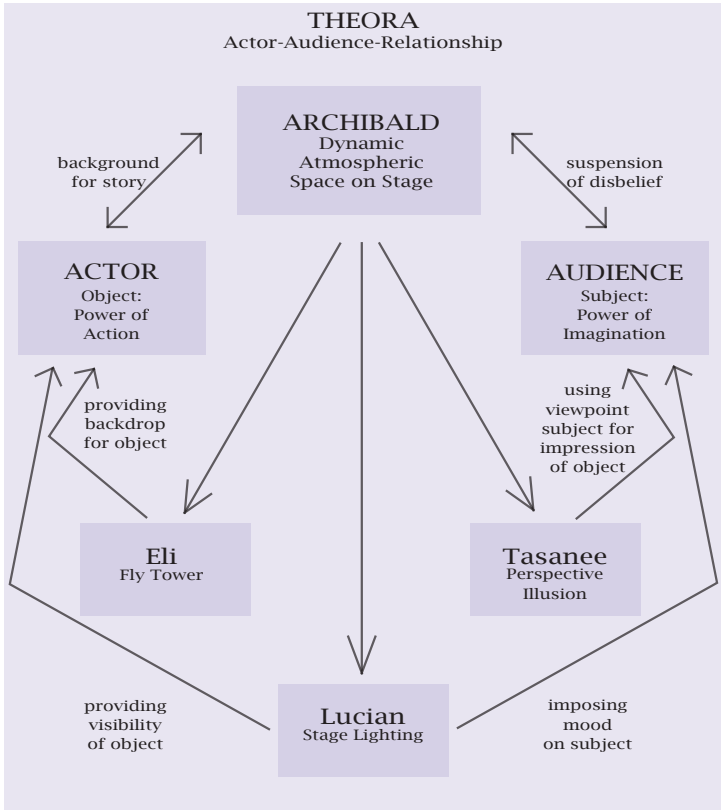 THEORA
Actor-Audience-Relationship
ARCHIBALD
Dynamic
Atmospheric
Space on Stage
background
for story
suspension
of disbelief
ACTOR
Object:
Power of
Action
AUDIENCE
Subject:
Power of
Imagination
providing
backdrop
for object
using
viewpoint
subject for
impression
of object
Eli
Fly Tower
Tasanee
Perspective
Illusion
Lucian
Stage Lighting
providing
visibility
of object
imposing
mood
on subject